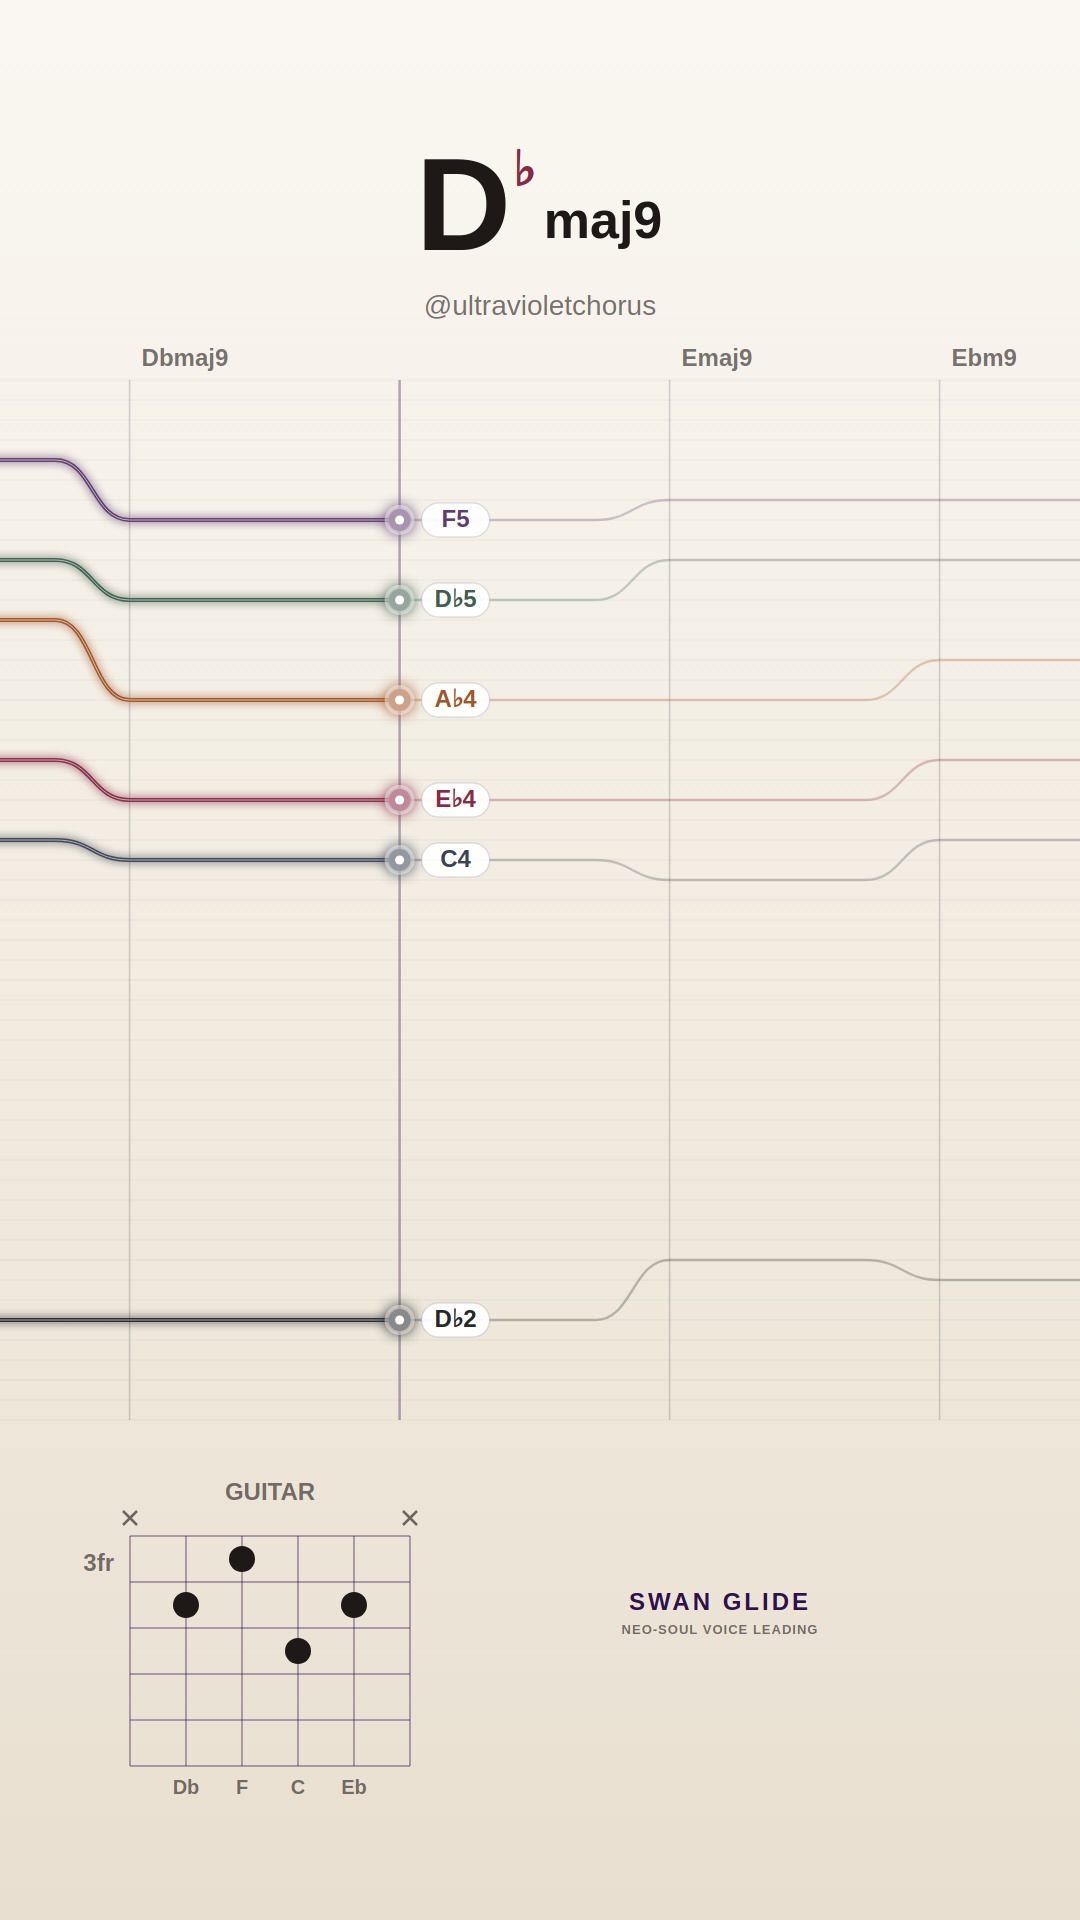 D♭maj9
@ultravioletchorus
Dbmaj9 Emaj9 Ebm9
F5
D♭5
A♭4
E♭4
C4
D♭2
GUITAR
× ×
3fr
Db F C Eb
SWAN GLIDE
NEO-SOUL VOICE LEADING